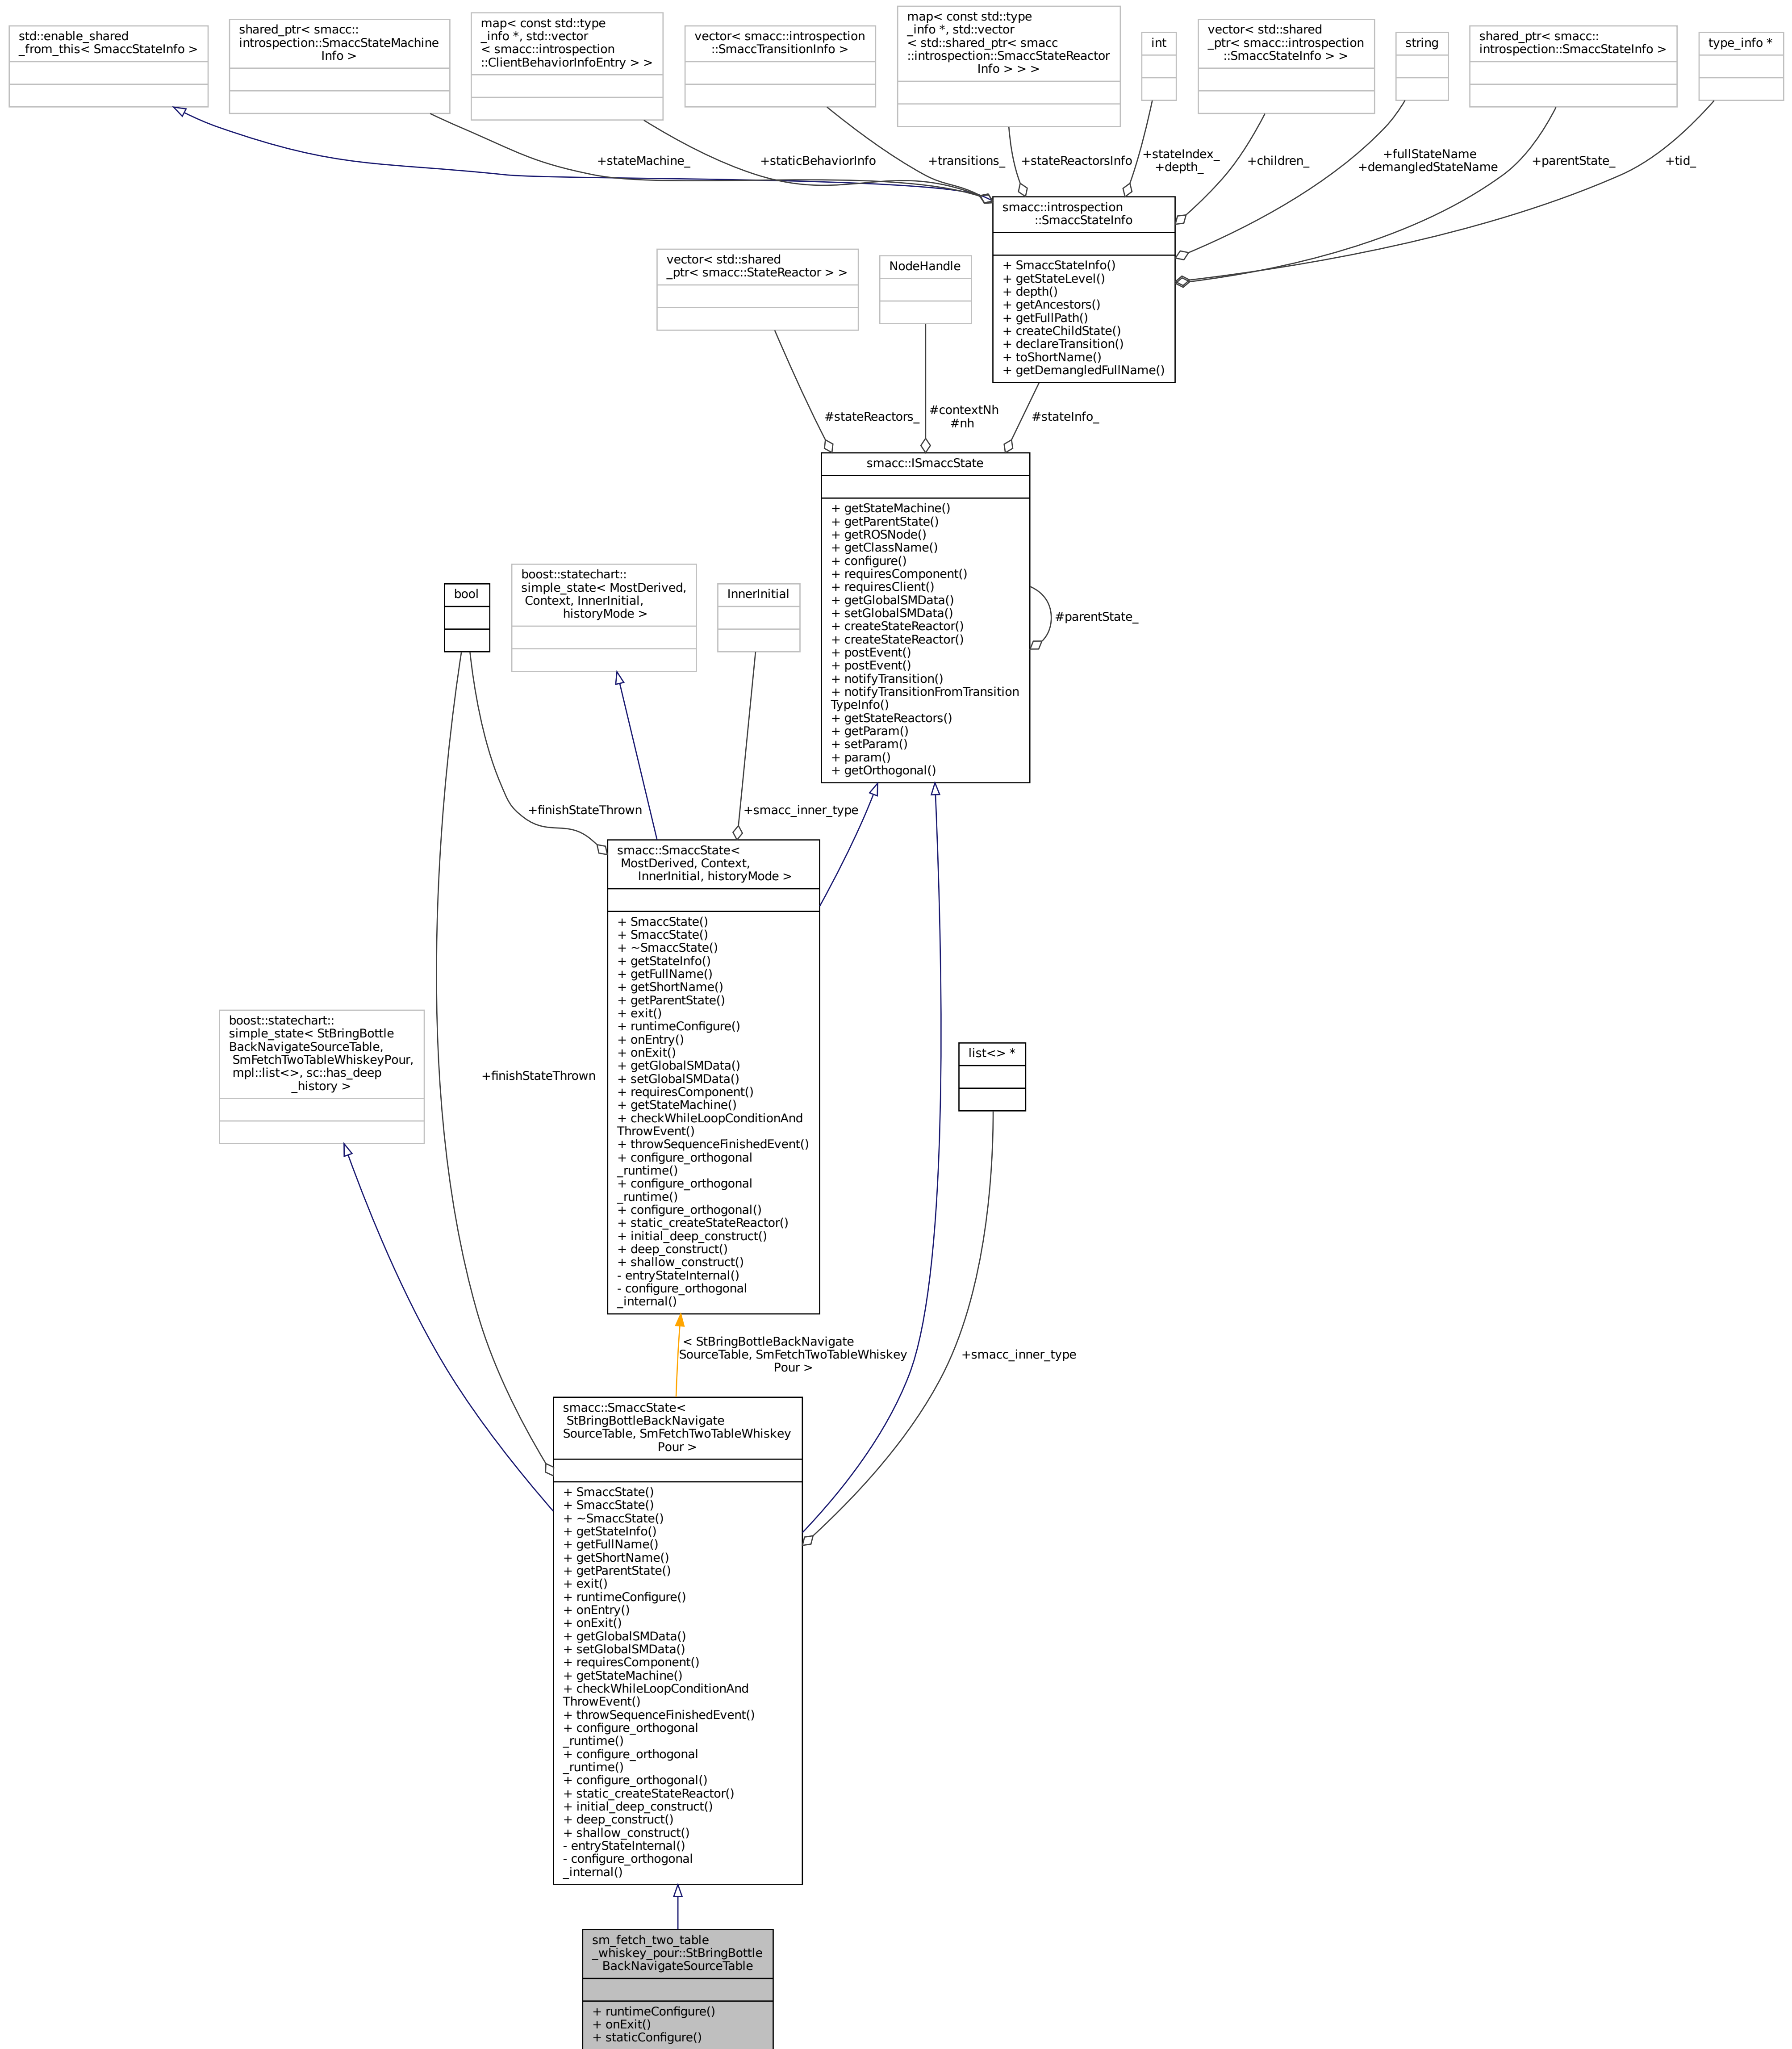 std::enable_shared
_from_this< SmaccStateInfo >
shared_ptr< smacc::
introspection::SmaccStateMachine
Info >
map< const std::type
_info *, std::vector
< smacc::introspection
::ClientBehaviorInfoEntry > >
vector< smacc::introspection
::SmaccTransitionInfo >
map< const std::type
_info *, std::vector
< std::shared_ptr< smacc
::introspection::SmaccStateReactor
Info > > >
int
vector< std::shared
_ptr< smacc::introspection
::SmaccStateInfo > >
string
shared_ptr< smacc::
introspection::SmaccStateInfo >
type_info *
+stateMachine_
+staticBehaviorInfo
+transitions_
+stateReactorsInfo
+stateIndex_
+depth_
+children_
+fullStateName
+demangledStateName
+parentState_
+tid_
smacc::introspection
::SmaccStateInfo
+ SmaccStateInfo()
+ getStateLevel()
+ depth()
+ getAncestors()
+ getFullPath()
+ createChildState()
+ declareTransition()
+ toShortName()
+ getDemangledFullName()
vector< std::shared
_ptr< smacc::StateReactor > >
NodeHandle
#stateReactors_
#contextNh
#nh
#stateInfo_
smacc::ISmaccState
+ getStateMachine()
+ getParentState()
+ getROSNode()
+ getClassName()
+ configure()
+ requiresComponent()
+ requiresClient()
+ getGlobalSMData()
+ setGlobalSMData()
+ createStateReactor()
+ createStateReactor()
+ postEvent()
+ postEvent()
+ notifyTransition()
+ notifyTransitionFromTransition
TypeInfo()
+ getStateReactors()
+ getParam()
+ setParam()
+ param()
+ getOrthogonal()
#parentState_
bool
boost::statechart::
simple_state< MostDerived,
Context, InnerInitial,
historyMode >
InnerInitial
+finishStateThrown
+smacc_inner_type
smacc::SmaccState<
MostDerived, Context,
InnerInitial, historyMode >
+ SmaccState()
+ SmaccState()
+ ~SmaccState()
+ getStateInfo()
+ getFullName()
+ getShortName()
+ getParentState()
+ exit()
+ runtimeConfigure()
+ onEntry()
+ onExit()
+ getGlobalSMData()
+ setGlobalSMData()
+ requiresComponent()
+ getStateMachine()
+ checkWhileLoopConditionAnd
ThrowEvent()
+ throwSequenceFinishedEvent()
+ configure_orthogonal
_runtime()
+ configure_orthogonal
_runtime()
+ configure_orthogonal()
+ static_createStateReactor()
+ initial_deep_construct()
+ deep_construct()
+ shallow_construct()
- entryStateInternal()
- configure_orthogonal
_internal()
boost::statechart::
simple_state< StBringBottle
BackNavigateSourceTable,
SmFetchTwoTableWhiskeyPour,
mpl::list<>, sc::has_deep
_history >
+finishStateThrown
list<> *
< StBringBottleBackNavigate
SourceTable, SmFetchTwoTableWhiskey
Pour >
+smacc_inner_type
smacc::SmaccState<
StBringBottleBackNavigate
SourceTable, SmFetchTwoTableWhiskey
Pour >
+ SmaccState()
+ SmaccState()
+ ~SmaccState()
+ getStateInfo()
+ getFullName()
+ getShortName()
+ getParentState()
+ exit()
+ runtimeConfigure()
+ onEntry()
+ onExit()
+ getGlobalSMData()
+ setGlobalSMData()
+ requiresComponent()
+ getStateMachine()
+ checkWhileLoopConditionAnd
ThrowEvent()
+ throwSequenceFinishedEvent()
+ configure_orthogonal
_runtime()
+ configure_orthogonal
_runtime()
+ configure_orthogonal()
+ static_createStateReactor()
+ initial_deep_construct()
+ deep_construct()
+ shallow_construct()
- entryStateInternal()
- configure_orthogonal
_internal()
sm_fetch_two_table
_whiskey_pour::StBringBottle
BackNavigateSourceTable
+ runtimeConfigure()
+ onExit()
+ staticConfigure()